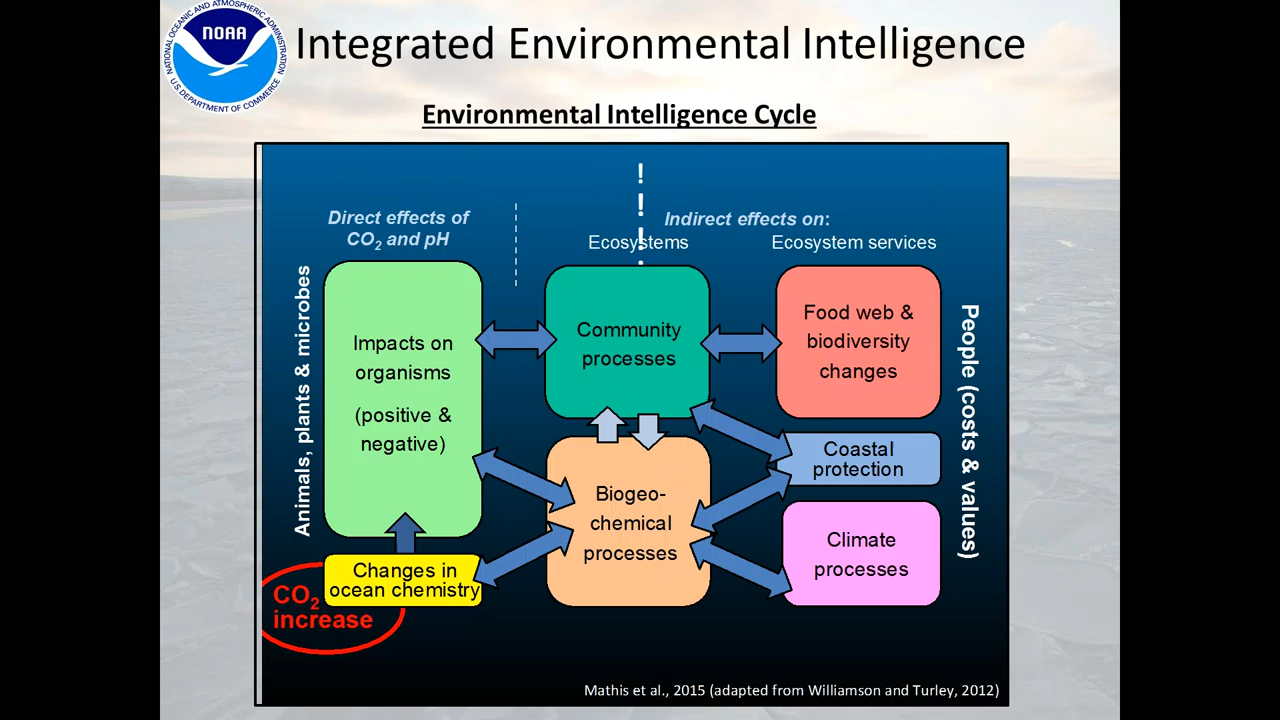 NATIONAL OCEANIC AND ATMOSPHERIC ADMINISTRATION
NOAA
U.S. DEPARTMENT OF COMMERCE
Integrated Environmental Intelligence
Environmental Intelligence Cycle
!
!
!
Direct effects of
CO₂ and pH
Indirect effects on:
Ecosystems
Ecosystem services
Animals, plants & microbes
Impacts on
organisms
(positive &
negative)
Community
processes
Food web &
biodiversity
changes
People (costs & values)
Coastal
protection
Biogeo-
chemical
processes
Climate
processes
Changes in
ocean chemistry
CO₂
increase
Mathis et al., 2015 (adapted from Williamson and Turley, 2012)